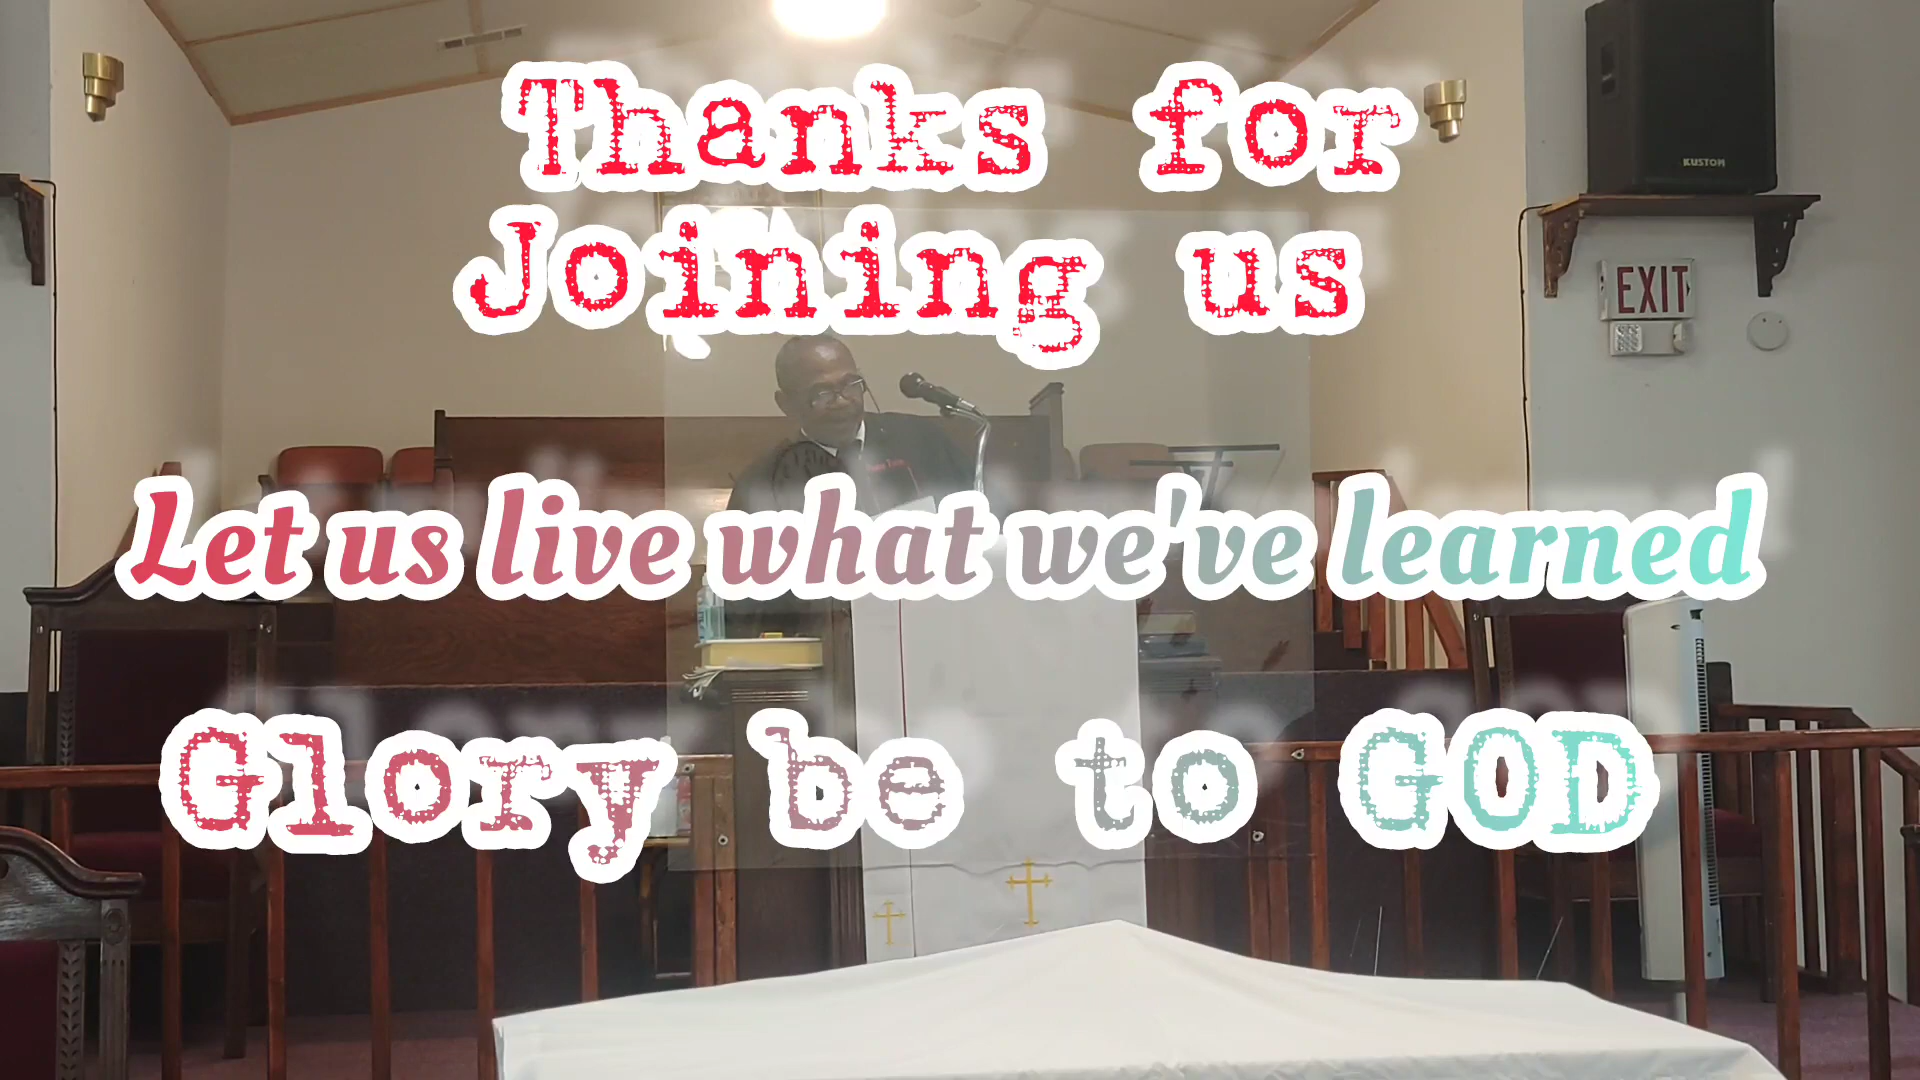 Thanks for
Joining us
KUSTOM
EXIT
Let us live what we've learned
Glory be to GOD